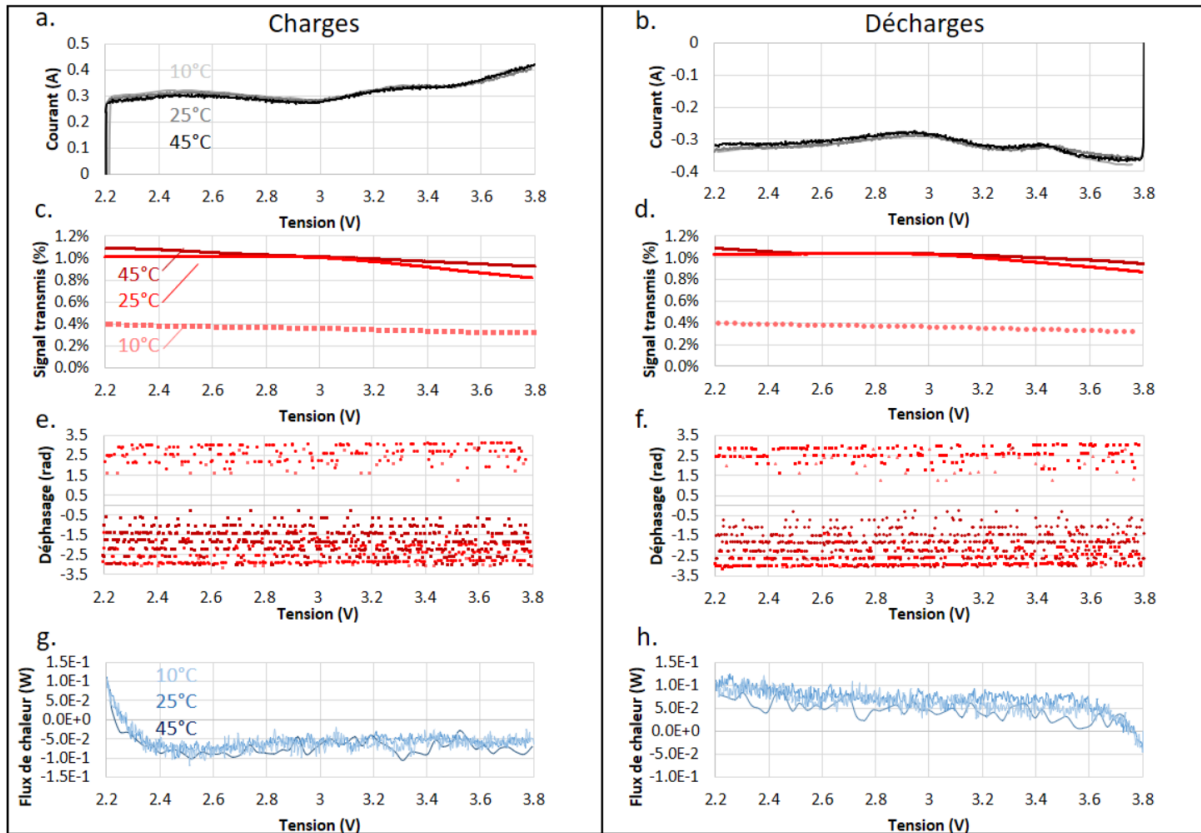 Charges
a.
Courant (A)
0.5
0.4
0.3
0.2
0.1
0
10°C
25°C
45°C
2.2 2.4 2.6 2.8 3 3.2 3.4 3.6 3.8
Tension (V)
c.
Signal transmis (%)
1.2%
1.0%
0.8%
0.6%
0.4%
0.2%
0.0%
45°C
25°C
10°C
2.2 2.4 2.6 2.8 3 3.2 3.4 3.6 3.8
Tension (V)
e.
Déphasage (rad)
3.5
2.5
1.5
0.5
-0.5
-1.5
-2.5
-3.5
2.2 2.4 2.6 2.8 3 3.2 3.4 3.6 3.8
Tension (V)
g.
Flux de chaleur (W)
1.5E-1
1.0E-1
5.0E-2
0.0E+0
-5.0E-2
-1.0E-1
-1.5E-1
10°C
25°C
45°C
2.2 2.4 2.6 2.8 3 3.2 3.4 3.6 3.8
Tension (V)
Décharges
b.
Courant (A)
0
-0.1
-0.2
-0.3
-0.4
2.2 2.4 2.6 2.8 3 3.2 3.4 3.6 3.8
Tension (V)
d.
Signal transmis (%)
1.2%
1.0%
0.8%
0.6%
0.4%
0.2%
0.0%
2.2 2.4 2.6 2.8 3 3.2 3.4 3.6 3.8
Tension (V)
f.
Déphasage (rad)
3.5
2.5
1.5
0.5
-0.5
-1.5
-2.5
-3.5
2.2 2.4 2.6 2.8 3 3.2 3.4 3.6 3.8
Tension (V)
h.
Flux de chaleur (W)
1.5E-1
1.0E-1
5.0E-2
0.0E+0
-5.0E-2
-1.0E-1
2.2 2.4 2.6 2.8 3 3.2 3.4 3.6 3.8
Tension (V)